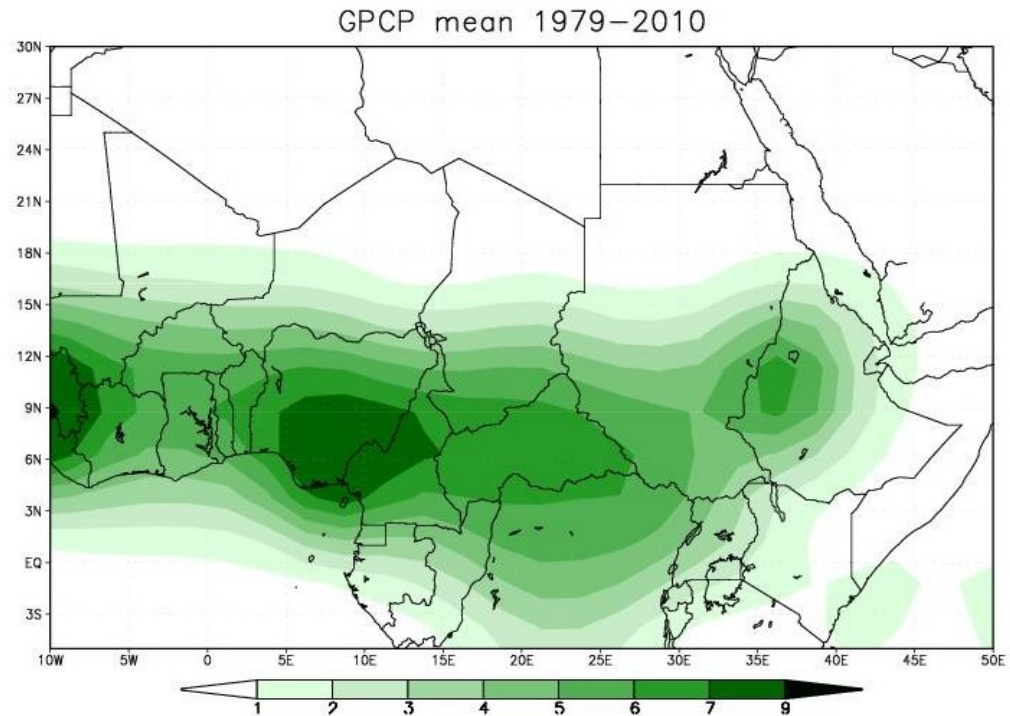 GPCP mean 1979-2010
30N
27N
24N
21N
18N
15N
12N
9N
6N
3N
EQ
3S
10W 5W 0 5E 10E 15E 20E 25E 30E 35E 40E 45E 50E
1 2 3 4 5 6 7 9